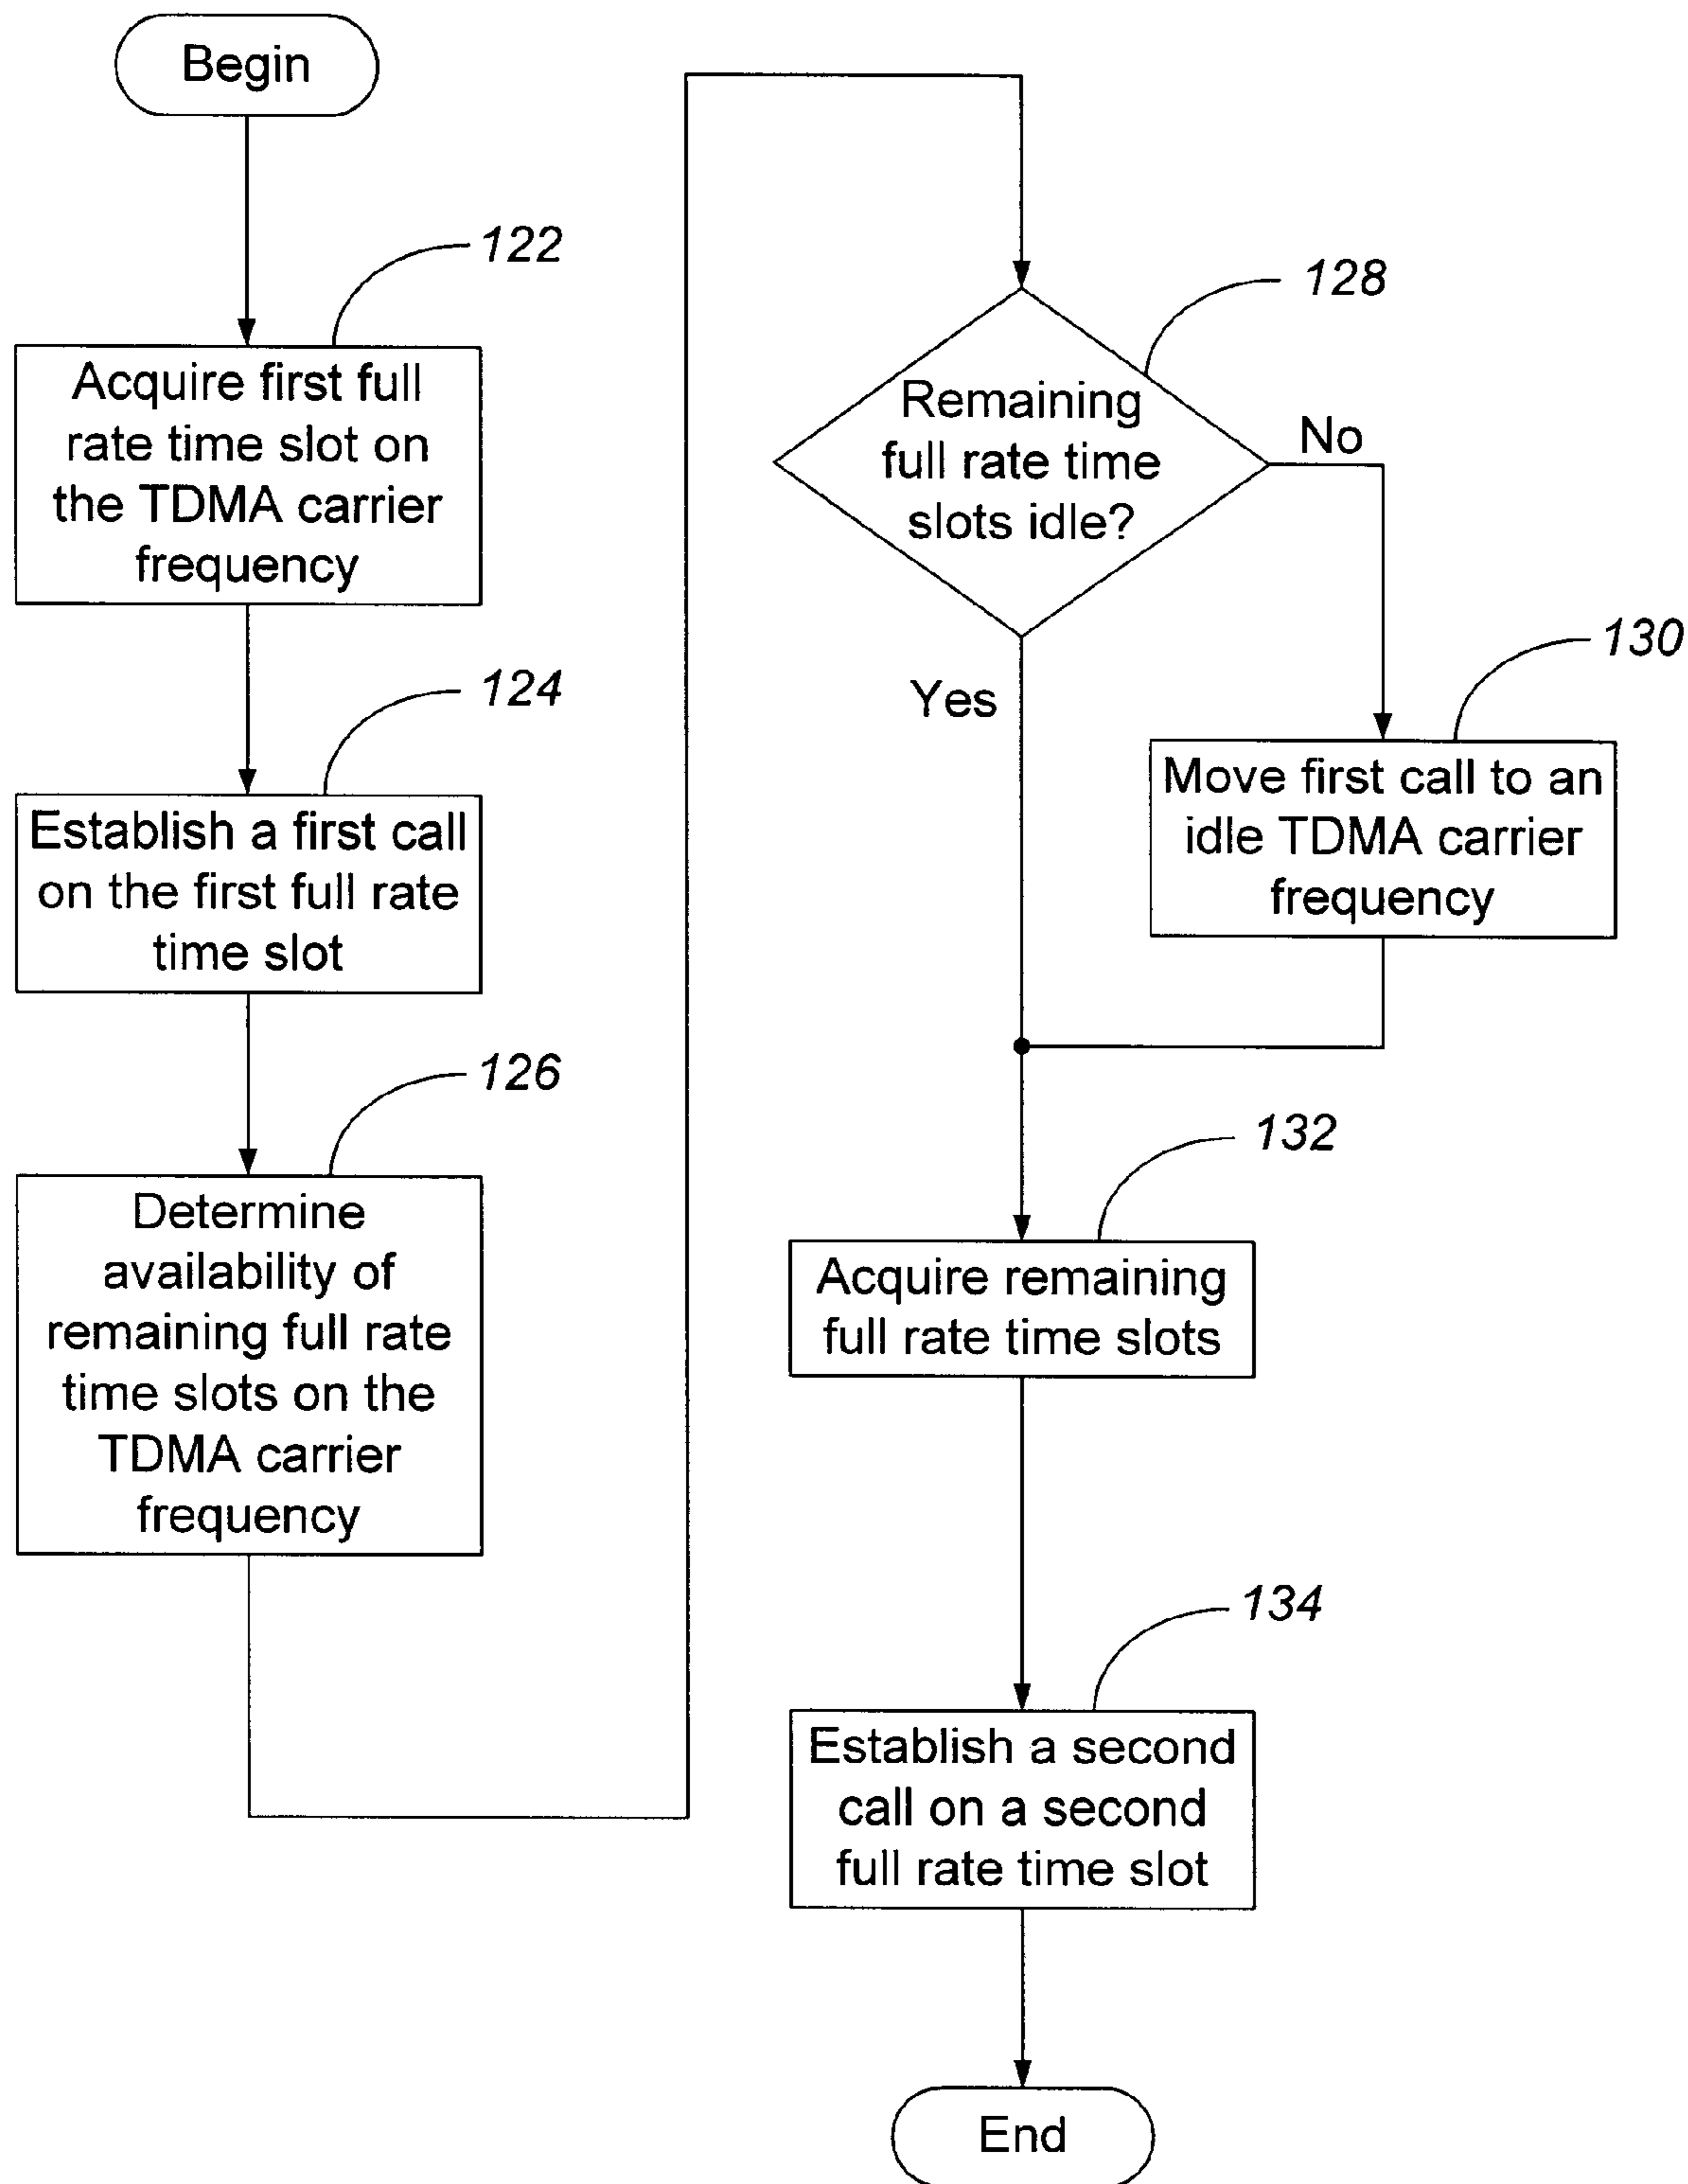 Begin
122
Acquire first full
rate time slot on
the TDMA carrier
frequency
124
Establish a first call
on the first full rate
time slot
126
Determine
availability of
remaining full rate
time slots on the
TDMA carrier
frequency
128
Remaining
full rate time
slots idle?
No
Yes
130
Move first call to an
idle TDMA carrier
frequency
132
Acquire remaining
full rate time slots
134
Establish a second
call on a second
full rate time slot
End